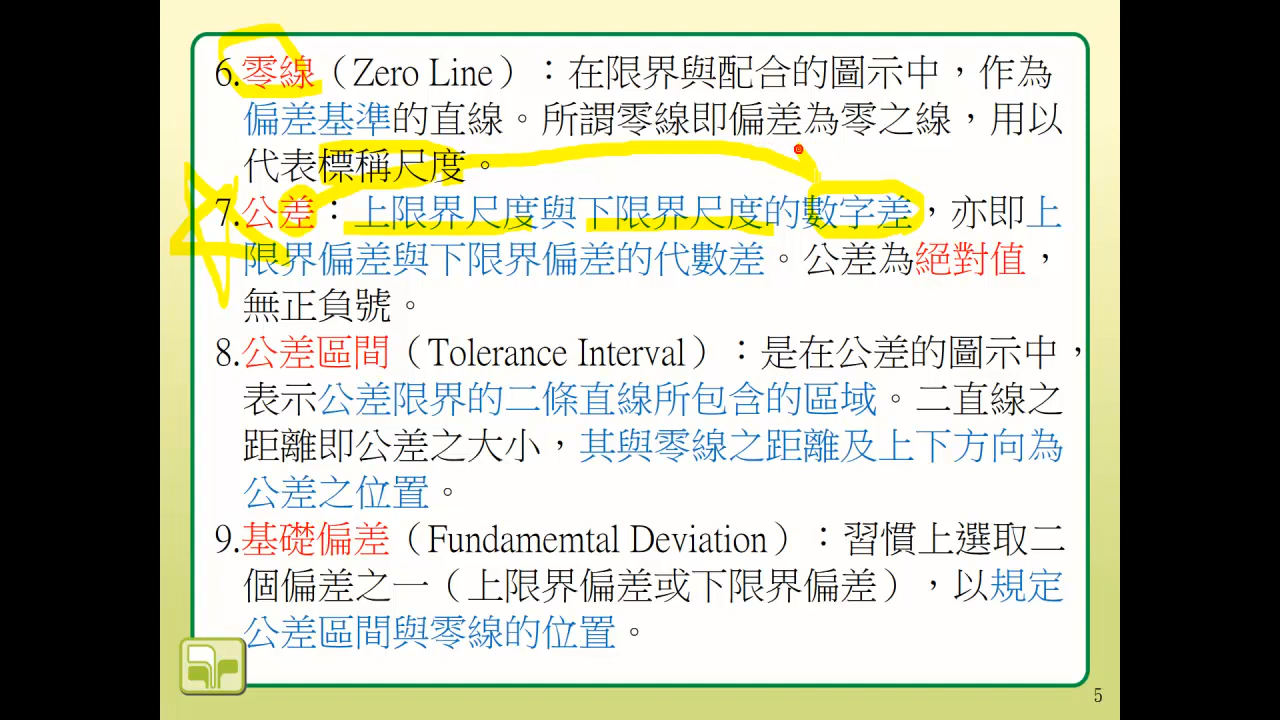 6.零線（Zero Line）：在限界與配合的圖示中，作為
偏差基準的直線。所謂零線即偏差為零之線，用以
代表標稱尺度。
7.公差：上限界尺度與下限界尺度的數字差，亦即上
限界偏差與下限界偏差的代數差。公差為絕對值，
無正負號。
8.公差區間（Tolerance Interval）：是在公差的圖示中，
表示公差限界的二條直線所包含的區域。二直線之
距離即公差之大小，其與零線之距離及上下方向為
公差之位置。
9.基礎偏差（Fundamemtal Deviation）：習慣上選取二
個偏差之一（上限界偏差或下限界偏差），以規定
公差區間與零線的位置。
5